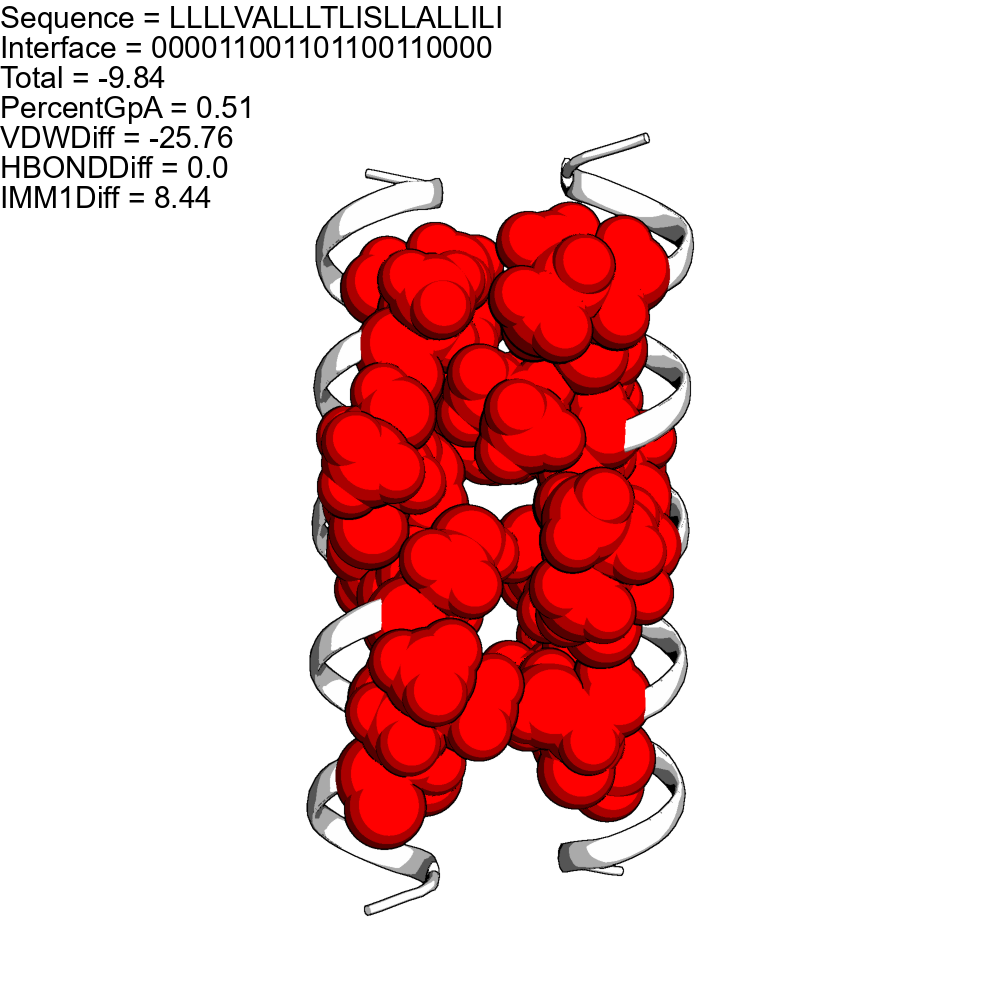 Sequence = LLLLVALLLTLISLLALLILI
Interface = 000011001101100110000
Total = -9.84
PercentGpA = 0.51
VDWDiff = -25.76
HBONDDiff = 0.0
IMM1Diff = 8.44